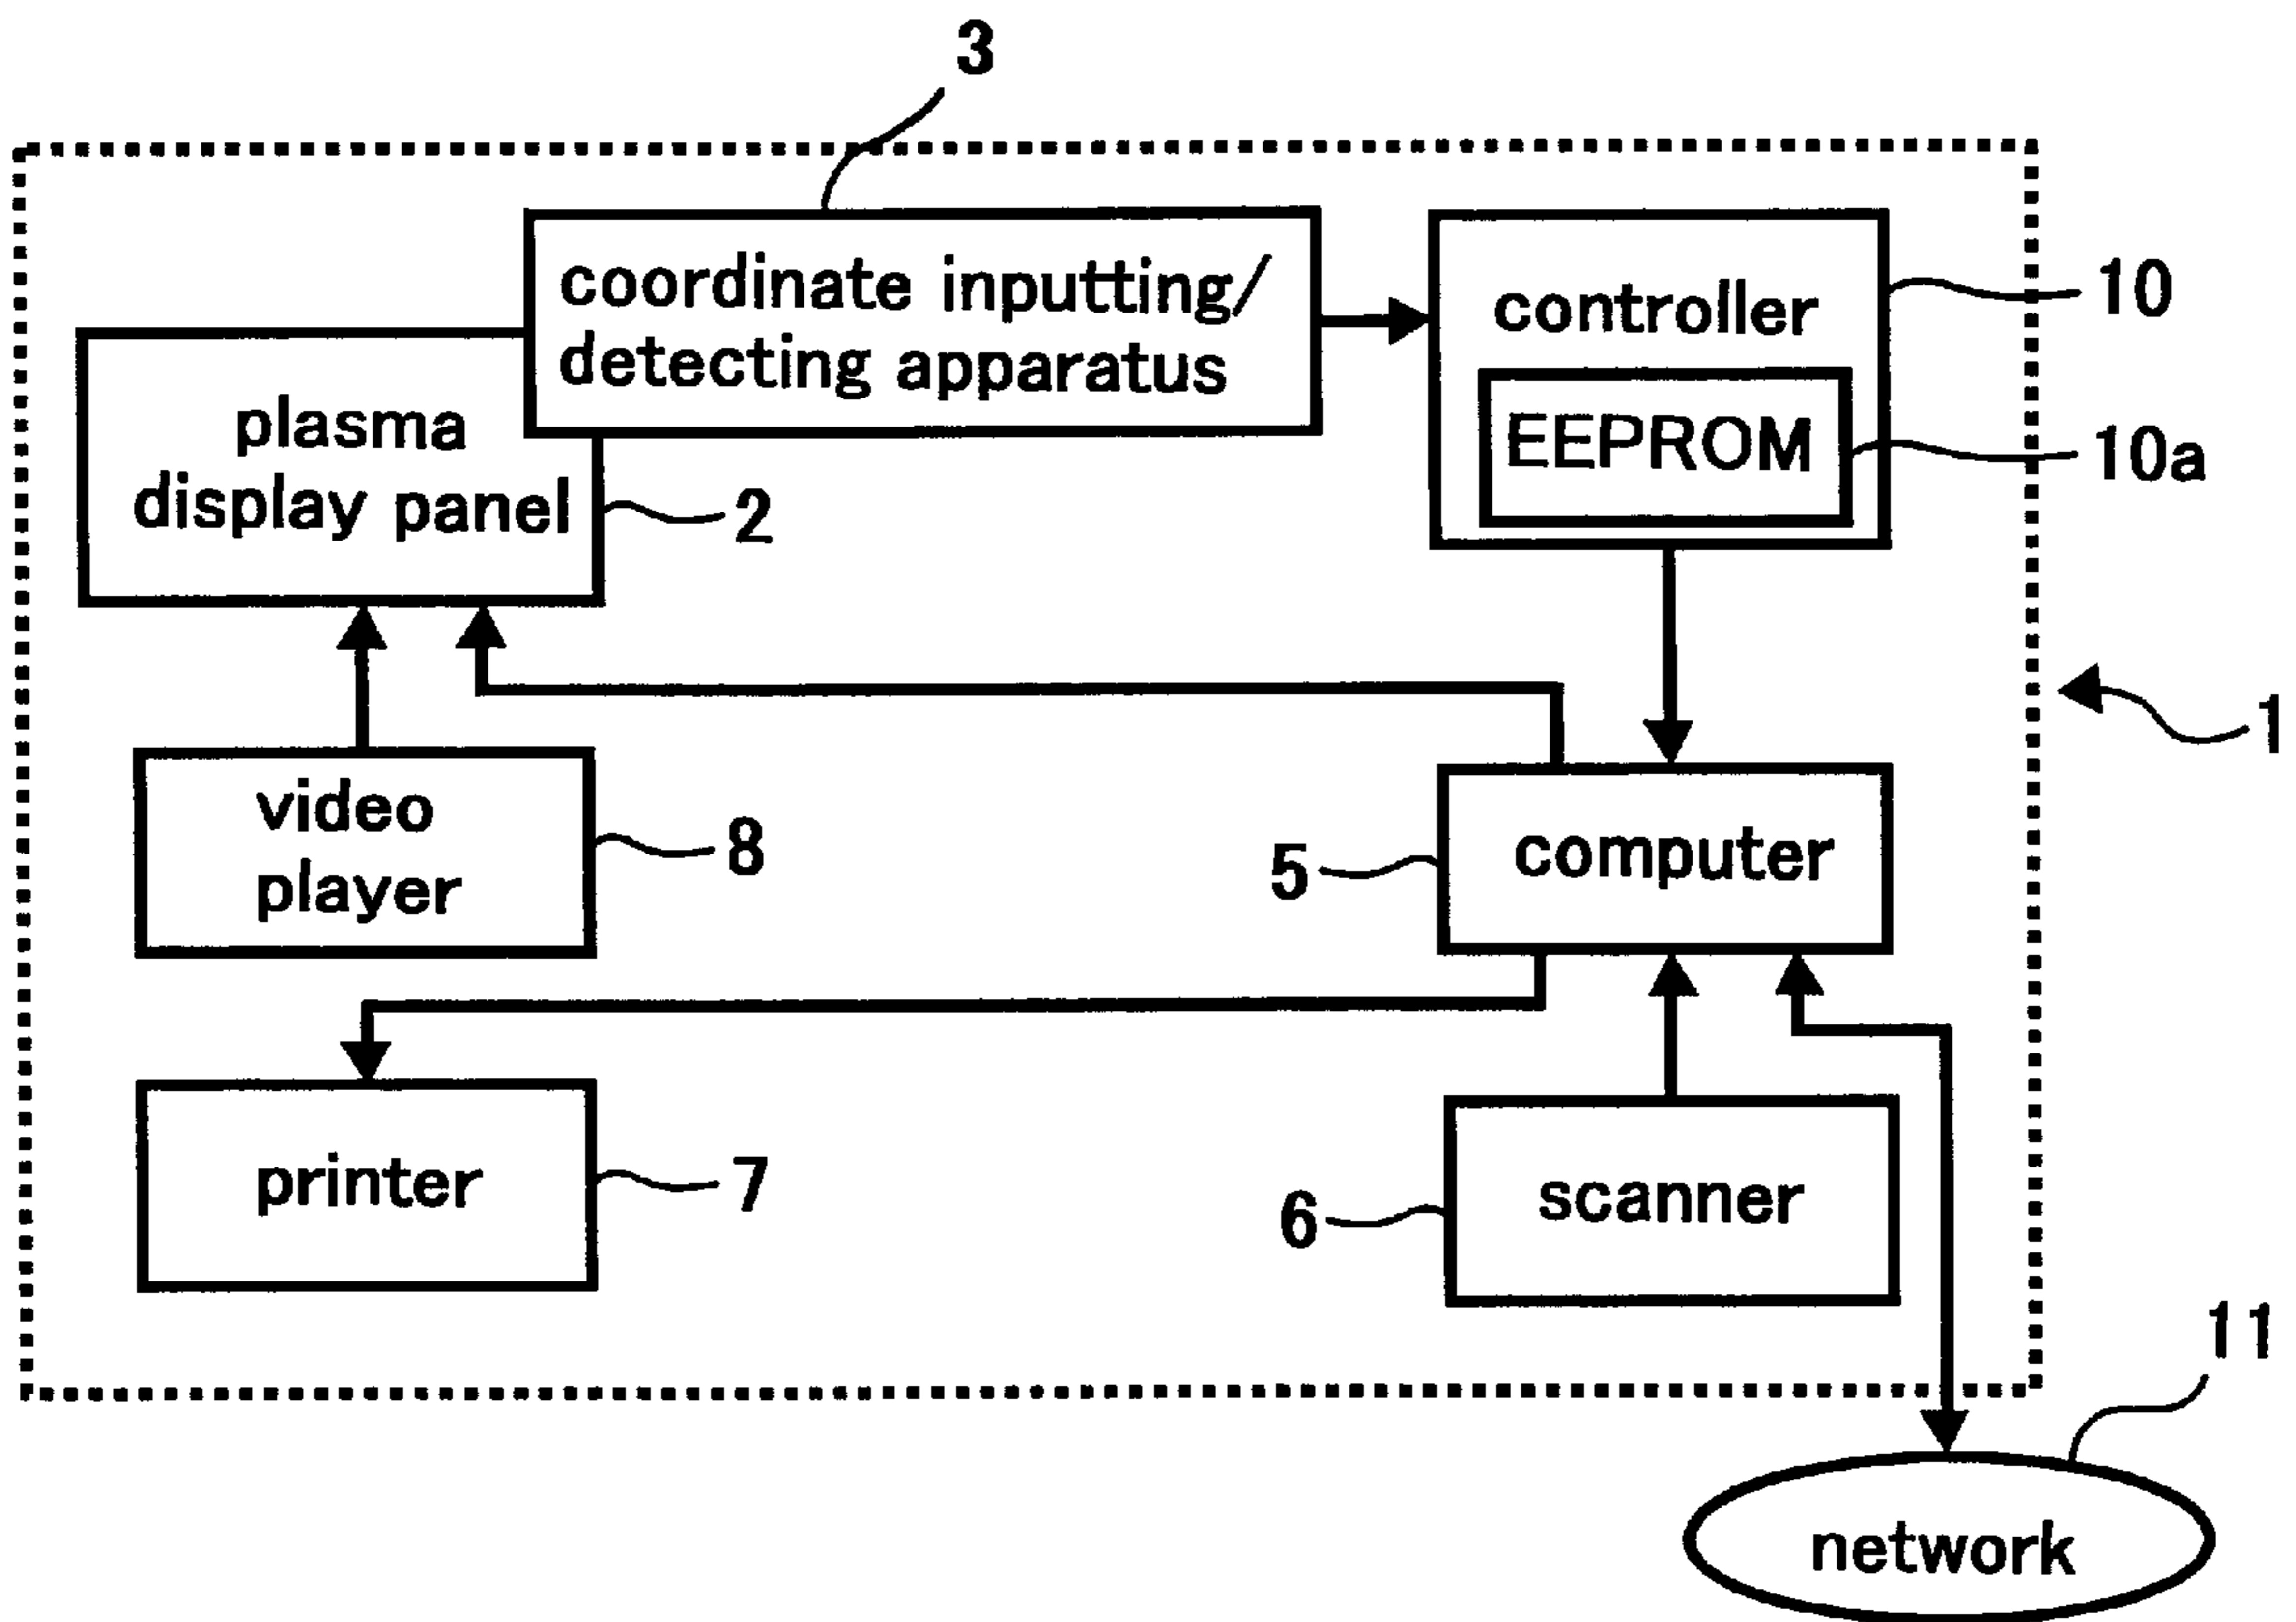 3
coordinate inputting/
detecting apparatus
controller
10
EEPROM
10a
plasma
display panel
2
1
video
player
8
5
computer
printer
7
6
scanner
11
network